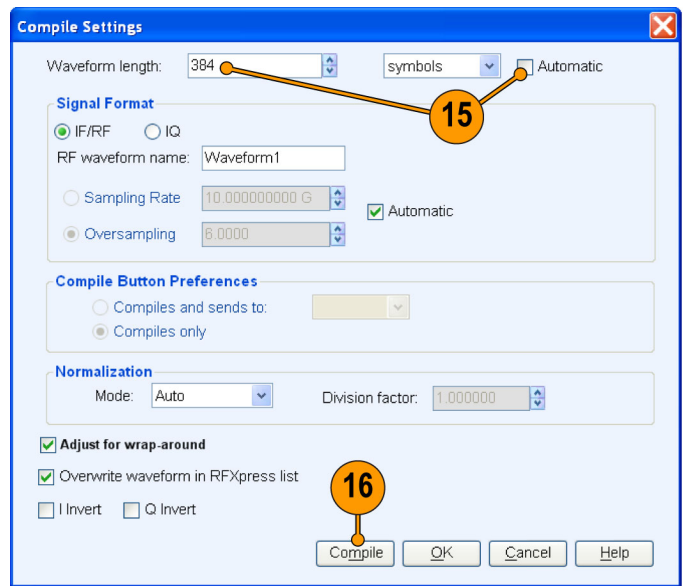 Compile Settings
Waveform length: 384 symbols Automatic
15
Signal Format
IF/RF IQ
RF waveform name: Waveform1
Sampling Rate 10.000000000 G
Automatic
Oversampling 6.0000
Compile Button Preferences
Compiles and sends to:
Compiles only
Normalization
Mode: Auto Division factor: 1.000000
Adjust for wrap-around
Overwrite waveform in RFXpress list
16
I Invert Q Invert
Compile OK Cancel Help